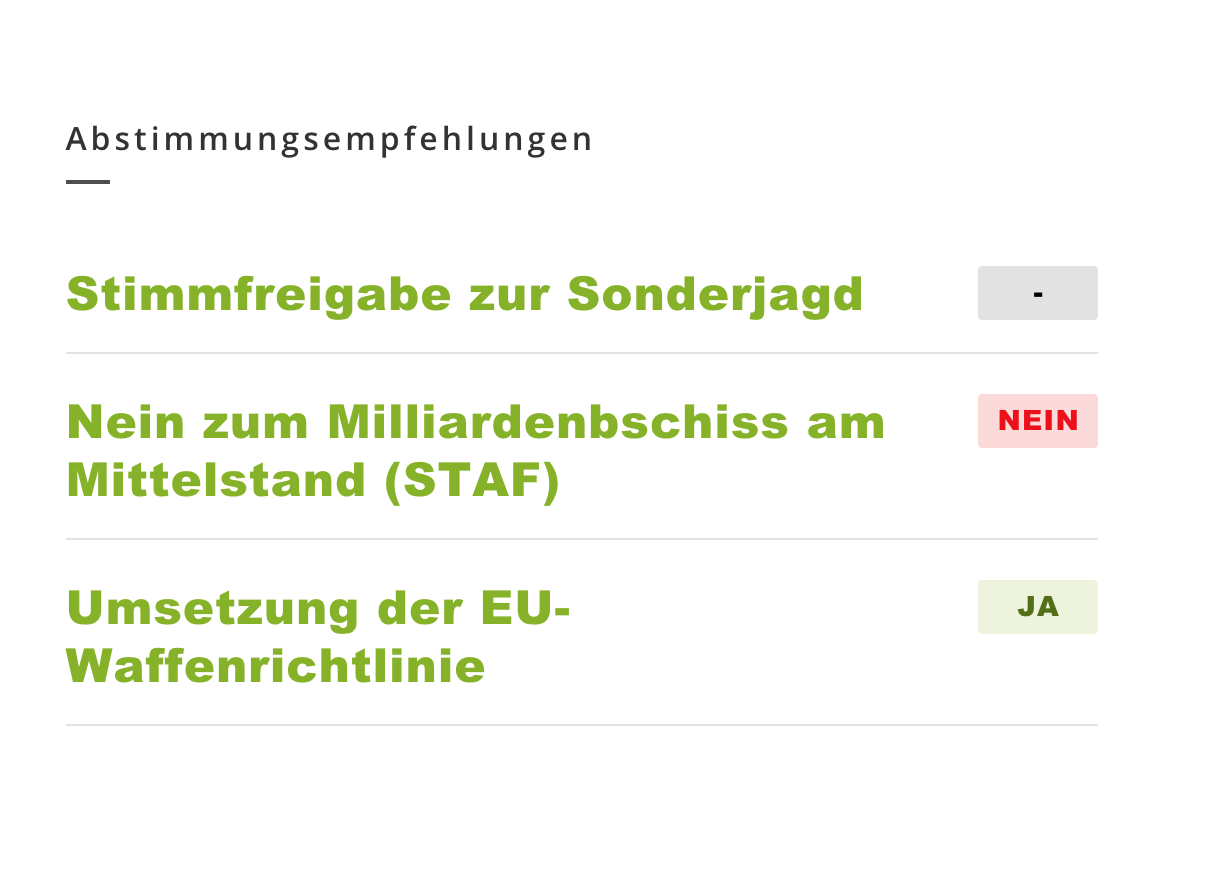 Abstimmungsempfehlungen
Stimmfreigabe zur Sonderjagd
-
Nein zum Milliardenbschiss am
NEIN
Mittelstand (STAF)
Umsetzung der EU-
JA
Waffenrichtlinie